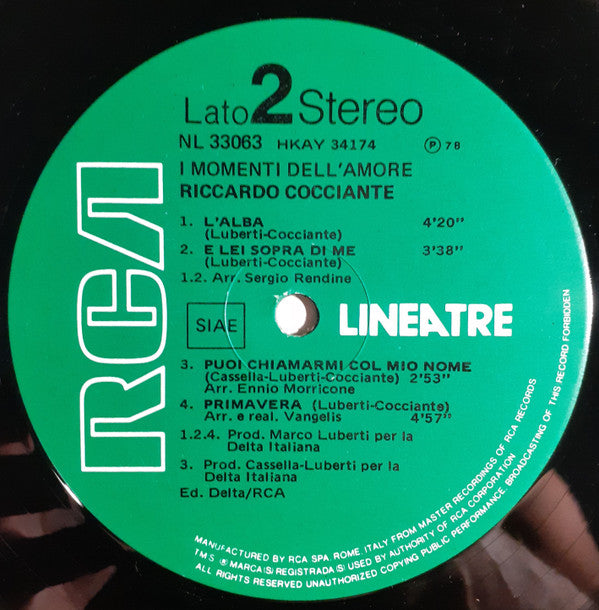 Lato 2 Stereo
NL 33063 HKAY 34174 Ⓟ 78
I MOMENTI DELL'AMORE
RICCARDO COCCIANTE
1. L'ALBA 4'20"
(Luberti-Cocciante)
2. E LEI SOPRA DI ME 3'38"
(Luberti-Cocciante)
1.2. Arr. Sergio Rendine
RCA
SIAE
LINEATRE
3. PUOI CHIAMARMI COL MIO NOME
(Cassella-Luberti-Cocciante) 2'53"
Arr. Ennio Morricone
4. PRIMAVERA (Luberti-Cocciante)
Arr. e real. Vangelis 4'57"
1.2.4. Prod. Marco Luberti per la
Delta Italiana
3. Prod. Cassella-Luberti per la
Delta Italiana
Ed. Delta/RCA
MANUFACTURED BY RCA SPA, ROME, ITALY FROM MASTER RECORDINGS OF RCA RECORDS
TMS ® MARCA(S) REGISTRADA(S) USED BY AUTHORITY OF RCA CORPORATION
ALL RIGHTS RESERVED UNAUTHORIZED COPYING PUBLIC PERFORMANCE, BROADCASTING OF THIS RECORD FORBIDDEN